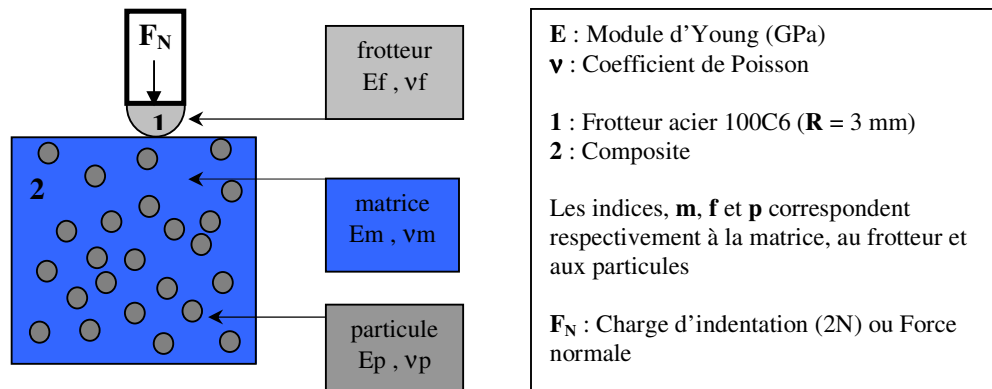 F_N
1
2
frotteur
Ef , νf
matrice
Em , νm
particule
Ep , νp
E : Module d'Young (GPa)
ν : Coefficient de Poisson
1 : Frotteur acier 100C6 (R = 3 mm)
2 : Composite
Les indices, m, f et p correspondent
respectivement à la matrice, au frotteur et
aux particules
F_N : Charge d'indentation (2N) ou Force
normale